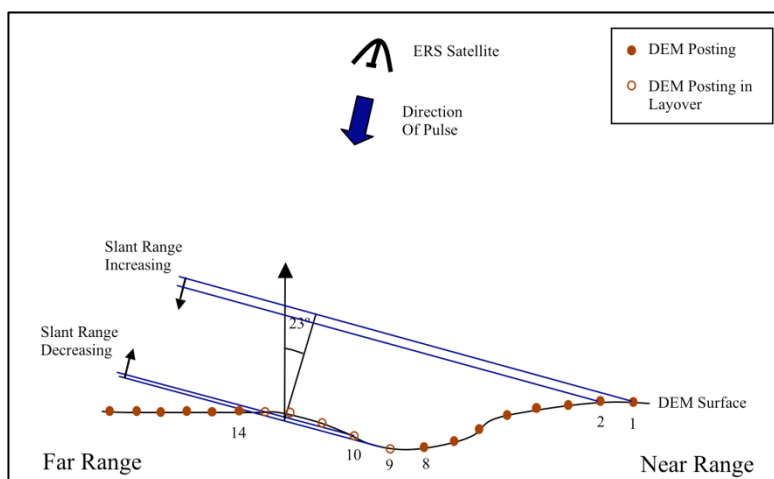 ERS Satellite
DEM Posting
DEM Posting in
Layover
Direction
Of Pulse
Slant Range
Increasing
Slant Range
Decreasing
23°
DEM Surface
14
10
9
8
2
1
Far Range
Near Range